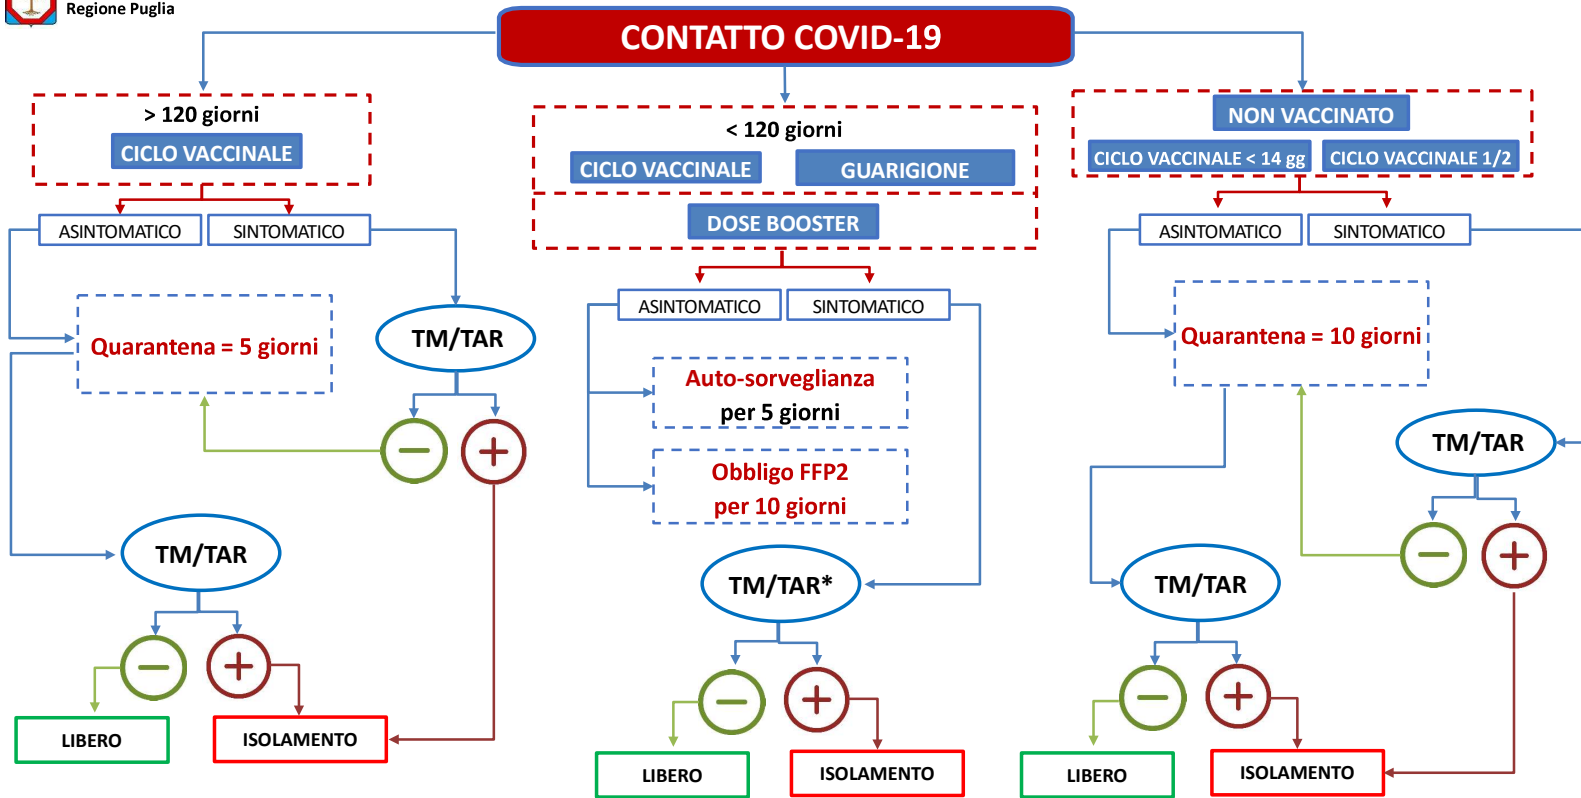 Regione Puglia
CONTATTO COVID-19
> 120 giorni
CICLO VACCINALE
ASINTOMATICO
SINTOMATICO
Quarantena = 5 giorni
TM/TAR
TM/TAR
LIBERO
ISOLAMENTO
< 120 giorni
CICLO VACCINALE
GUARIGIONE
DOSE BOOSTER
ASINTOMATICO
SINTOMATICO
Auto-sorveglianza
per 5 giorni
Obbligo FFP2
per 10 giorni
TM/TAR*
LIBERO
ISOLAMENTO
NON VACCINATO
CICLO VACCINALE < 14 gg
CICLO VACCINALE 1/2
ASINTOMATICO
SINTOMATICO
Quarantena = 10 giorni
TM/TAR
TM/TAR
LIBERO
ISOLAMENTO